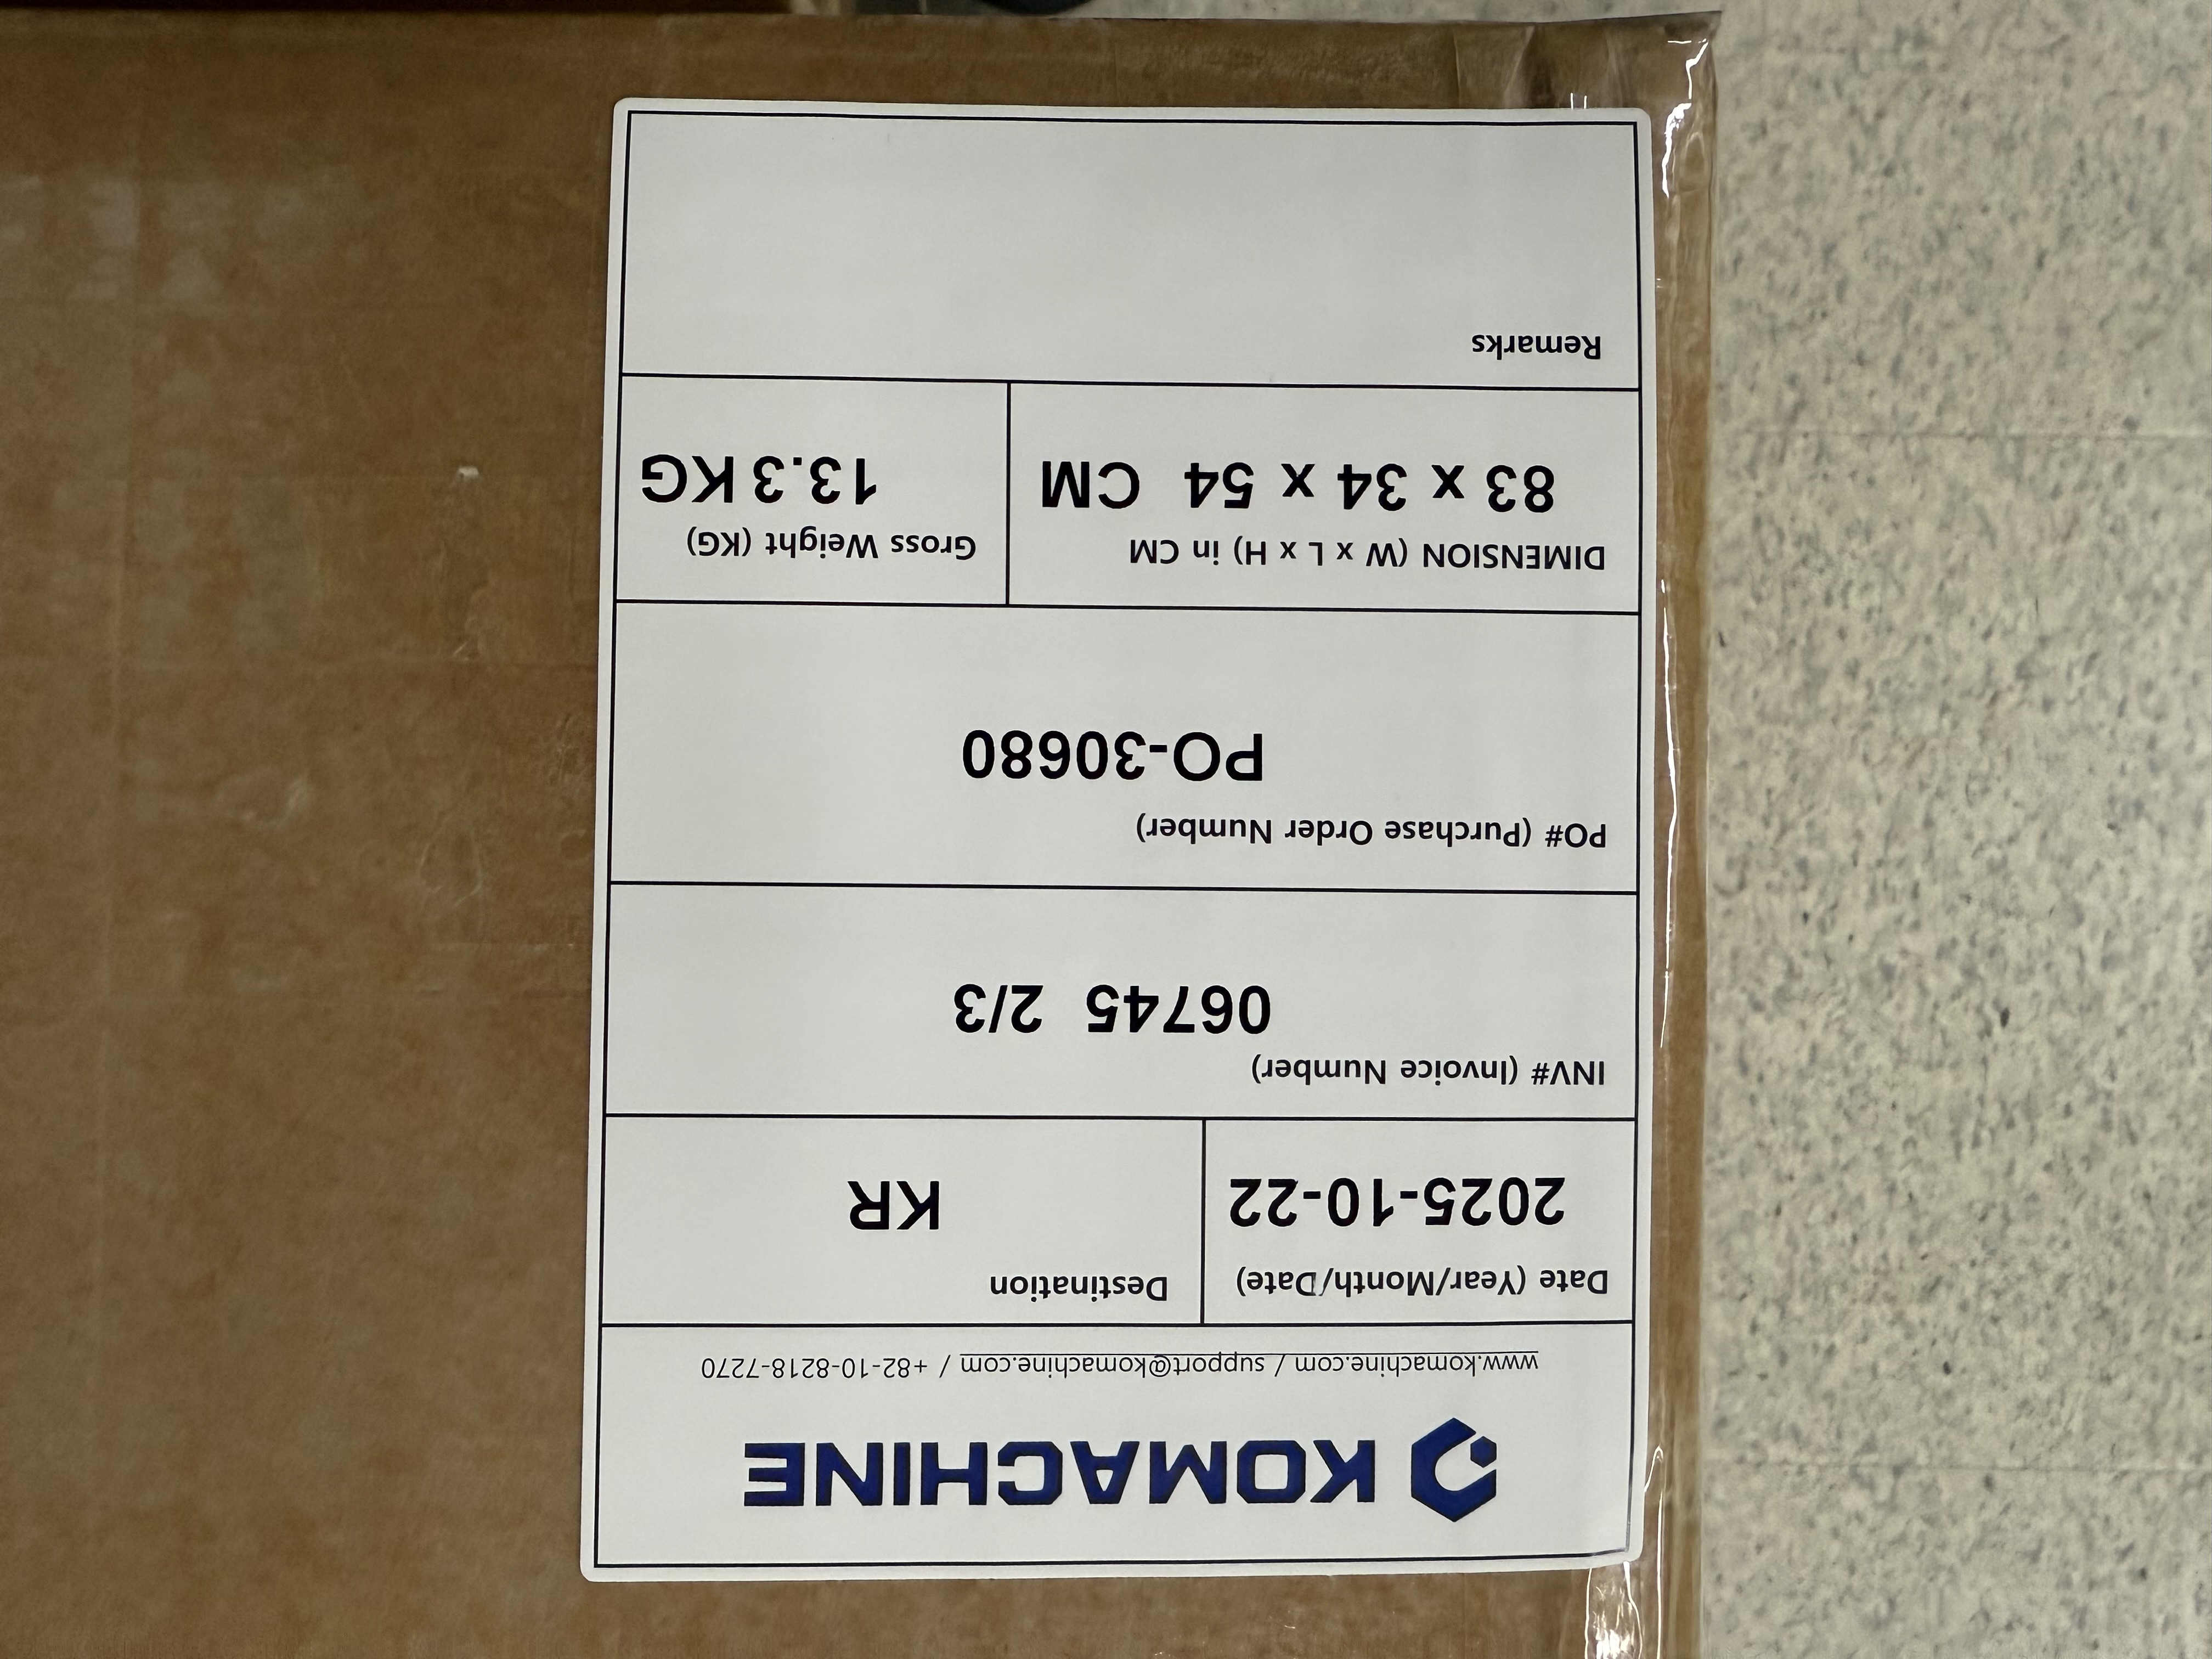 KOMACHINE
www.komachine.com / support@komachine.com / +82-10-8218-7270
Date (Year/Month/Date)
2025-10-22
Destination
KR
INV# (Invoice Number)
06745 2/3
PO# (Purchase Order Number)
PO-30680
DIMENSION (W x L x H) in CM
83 x 34 x 54 CM
Gross Weight (KG)
13.3 KG
Remarks